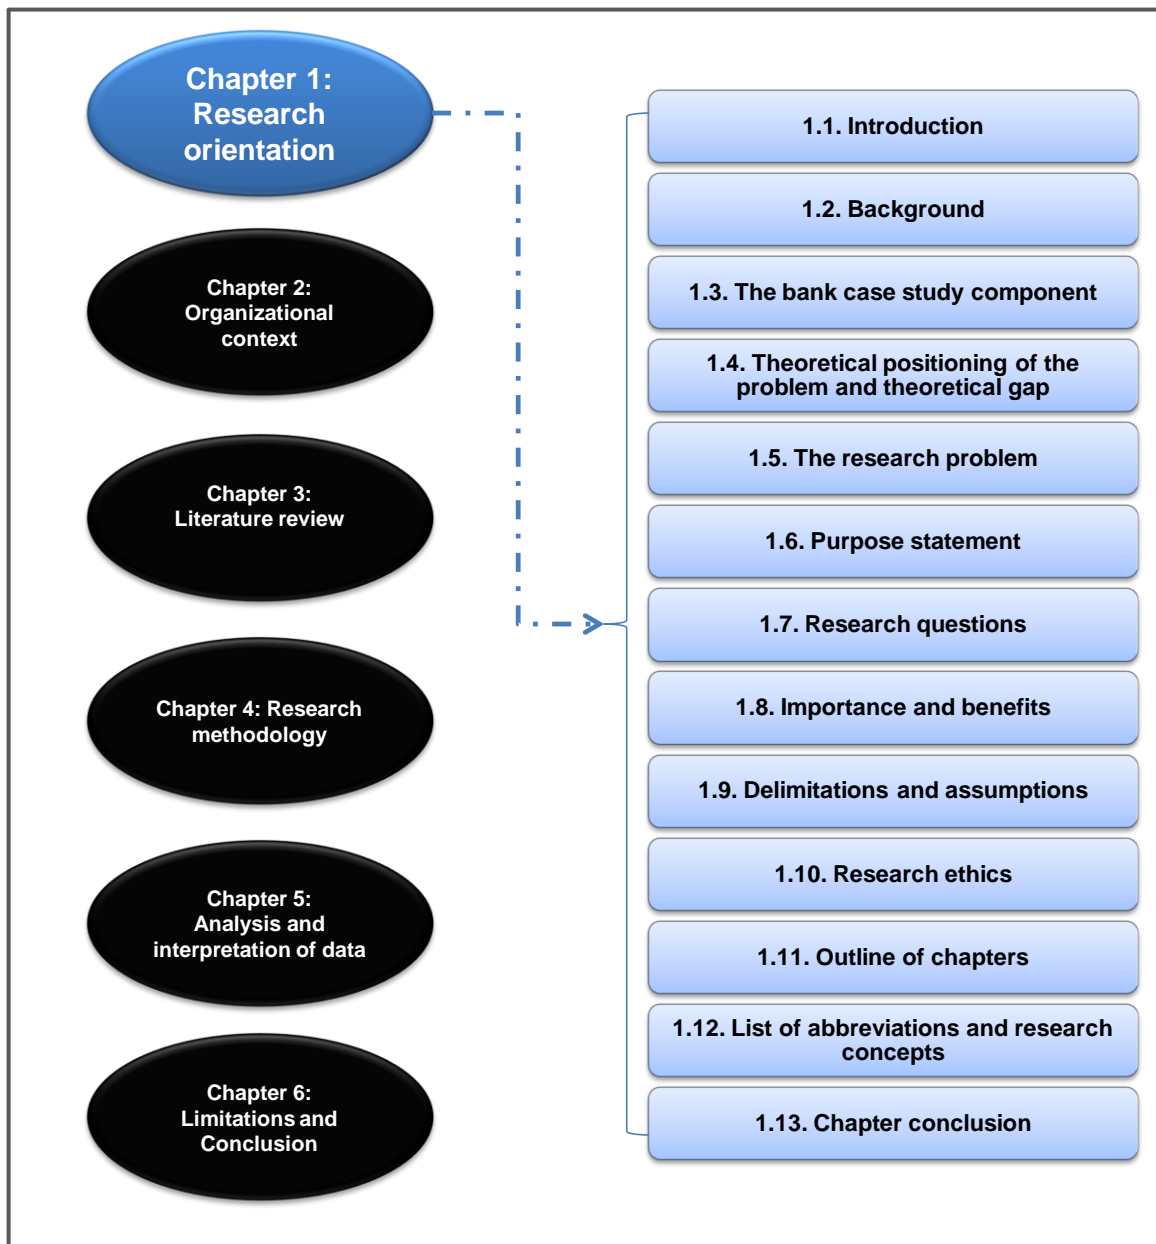 Chapter 1:
Research
orientation
Chapter 2:
Organizational
context
Chapter 3:
Literature review
Chapter 4: Research
methodology
Chapter 5:
Analysis and
interpretation of data
Chapter 6:
Limitations and
Conclusion
1.1. Introduction
1.2. Background
1.3. The bank case study component
1.4. Theoretical positioning of the
problem and theoretical gap
1.5. The research problem
1.6. Purpose statement
1.7. Research questions
1.8. Importance and benefits
1.9. Delimitations and assumptions
1.10. Research ethics
1.11. Outline of chapters
1.12. List of abbreviations and research
concepts
1.13. Chapter conclusion